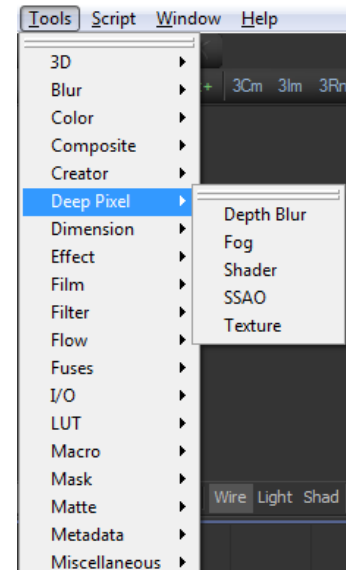 Tools Script Window Help
3D
3Cm 3Im 3Rn
Blur
Color
Composite
Creator
Deep Pixel
Depth Blur
Dimension
Fog
Effect
Shader
Film
SSAO
Filter
Texture
Flow
Fuses
I/O
LUT
Macro
Mask
Wire Light Shad
Matte
Metadata
Miscellaneous